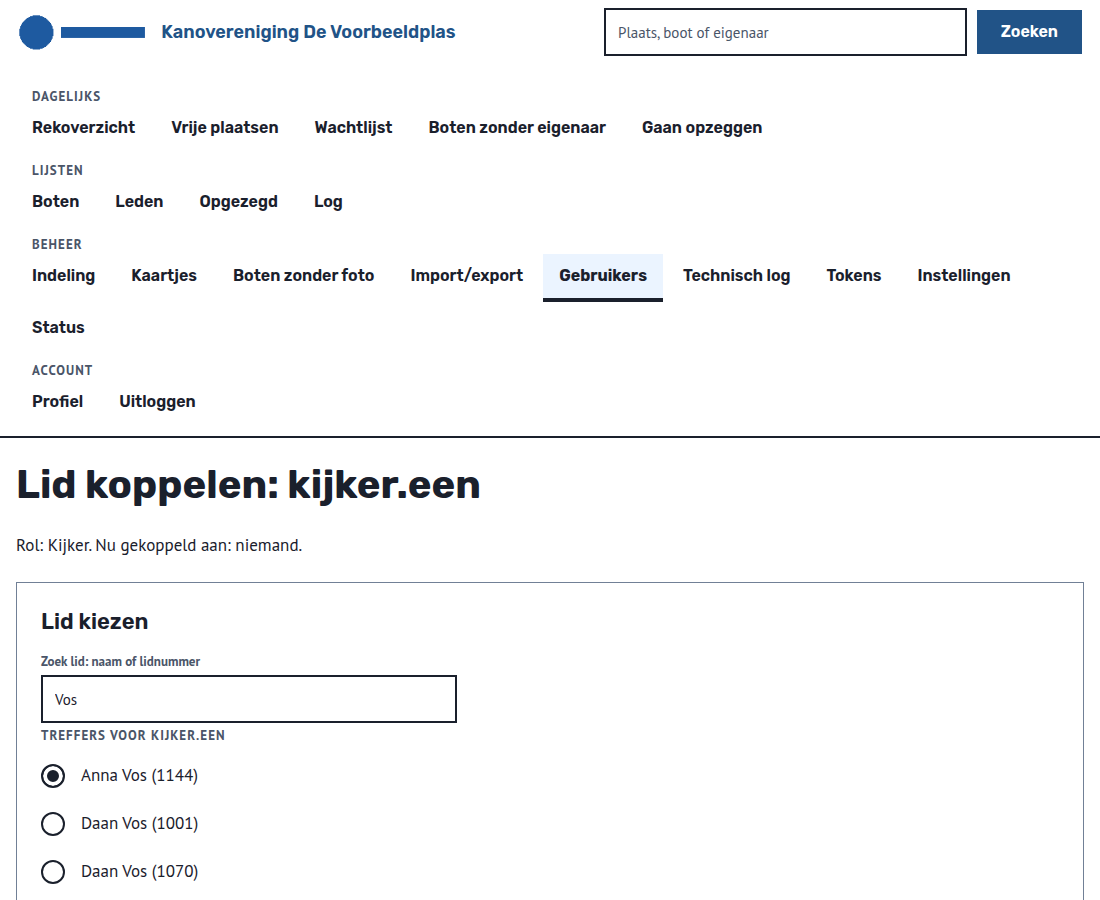 Kanovereniging De Voorbeeldplas
Plaats, boot of eigenaar
Zoeken
DAGELIJKS
Rekoverzicht Vrije plaatsen Wachtlijst Boten zonder eigenaar Gaan opzeggen
LIJSTEN
Boten Leden Opgezegd Log
BEHEER
Indeling Kaartjes Boten zonder foto Import/export Gebruikers Technisch log Tokens Instellingen
Status
ACCOUNT
Profiel Uitloggen
Lid koppelen: kijker.een
Rol: Kijker. Nu gekoppeld aan: niemand.
Lid kiezen
Zoek lid: naam of lidnummer
Vos
TREFFERS VOOR KIJKER.EEN
Anna Vos (1144)
Daan Vos (1001)
Daan Vos (1070)